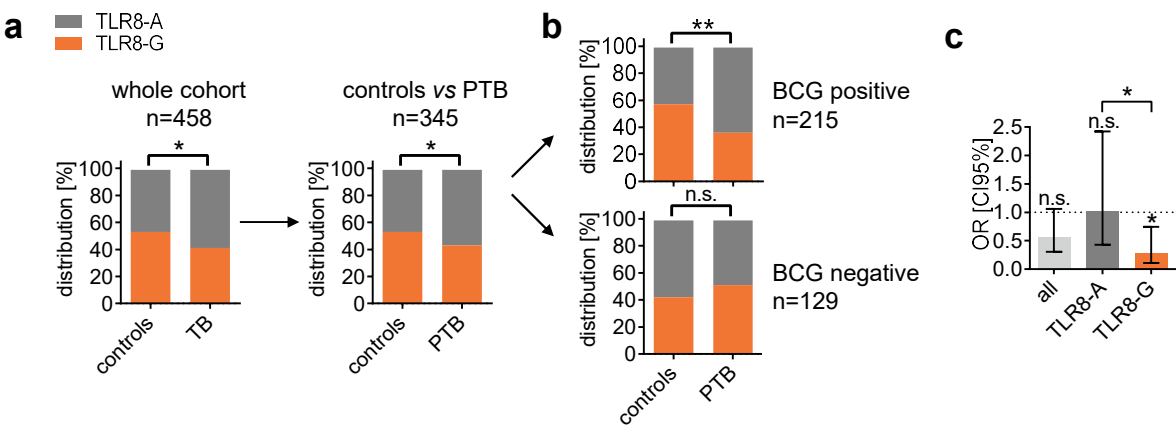 a
TLR8-A
TLR8-G
whole cohort
n=458
*
distribution [%]
100
80
60
40
20
0
controls
TB
controls vs PTB
n=345
*
distribution [%]
100
80
60
40
20
0
controls
PTB
b
**
distribution [%]
100
80
60
40
20
0
BCG positive
n=215
n.s.
distribution [%]
100
80
60
40
20
0
controls
PTB
BCG negative
n=129
c
*
n.s.
n.s.
*
OR [CI95%]
2.5
2.0
1.5
1.0
0.5
0.0
all
TLR8-A
TLR8-G